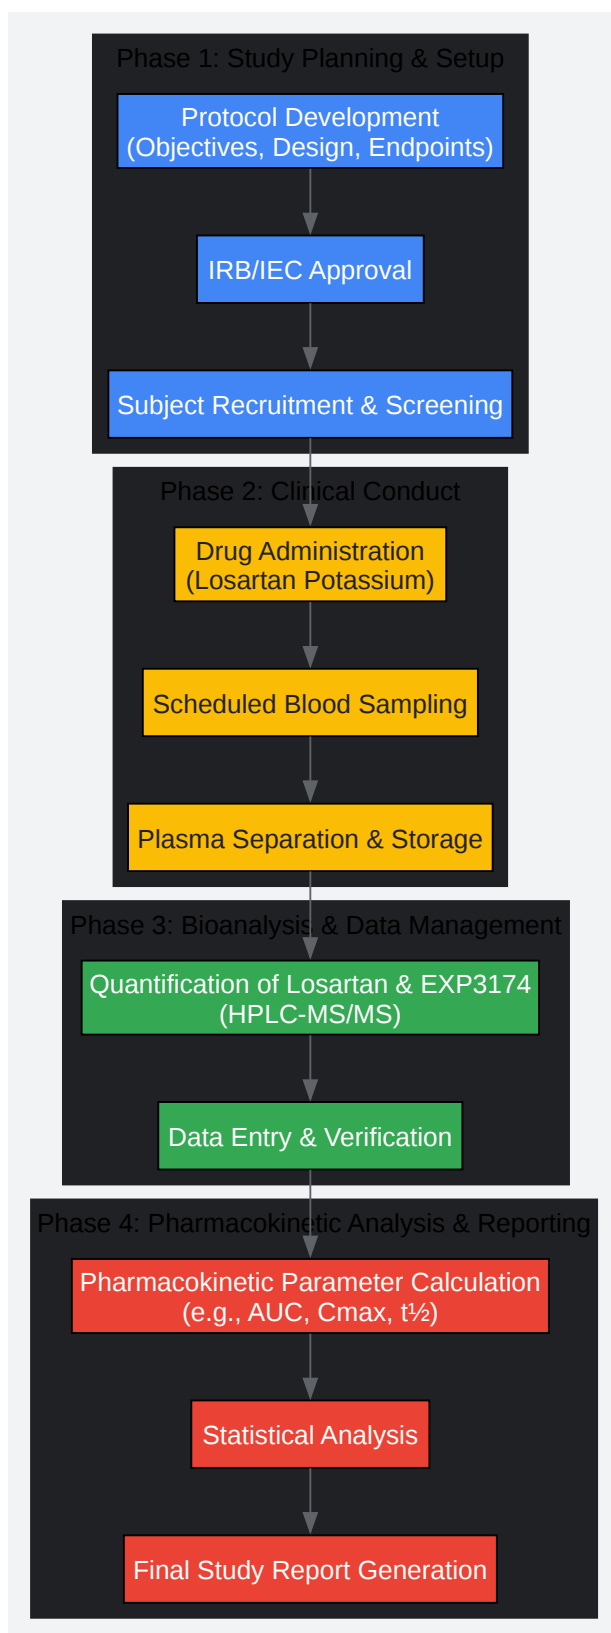 Phase 1: Study Planning & Setup
Protocol Development
(Objectives, Design, Endpoints)
IRB/IEC Approval
Subject Recruitment & Screening
Phase 2: Clinical Conduct
Drug Administration
(Losartan Potassium)
Scheduled Blood Sampling
Plasma Separation & Storage
Phase 3: Bioanalysis & Data Management
Quantification of Losartan & EXP3174
(HPLC-MS/MS)
Data Entry & Verification
Phase 4: Pharmacokinetic Analysis & Reporting
Pharmacokinetic Parameter Calculation
(e.g., AUC, Cmax, t½)
Statistical Analysis
Final Study Report Generation